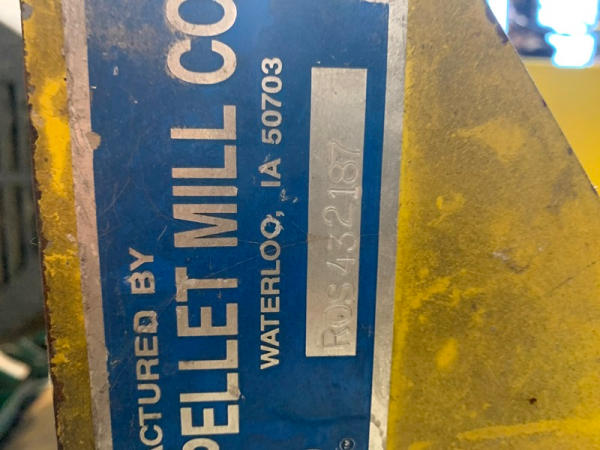 ACTURED BY
PELLET MILL CO
WATERLOO, IA 50703
ROS432187